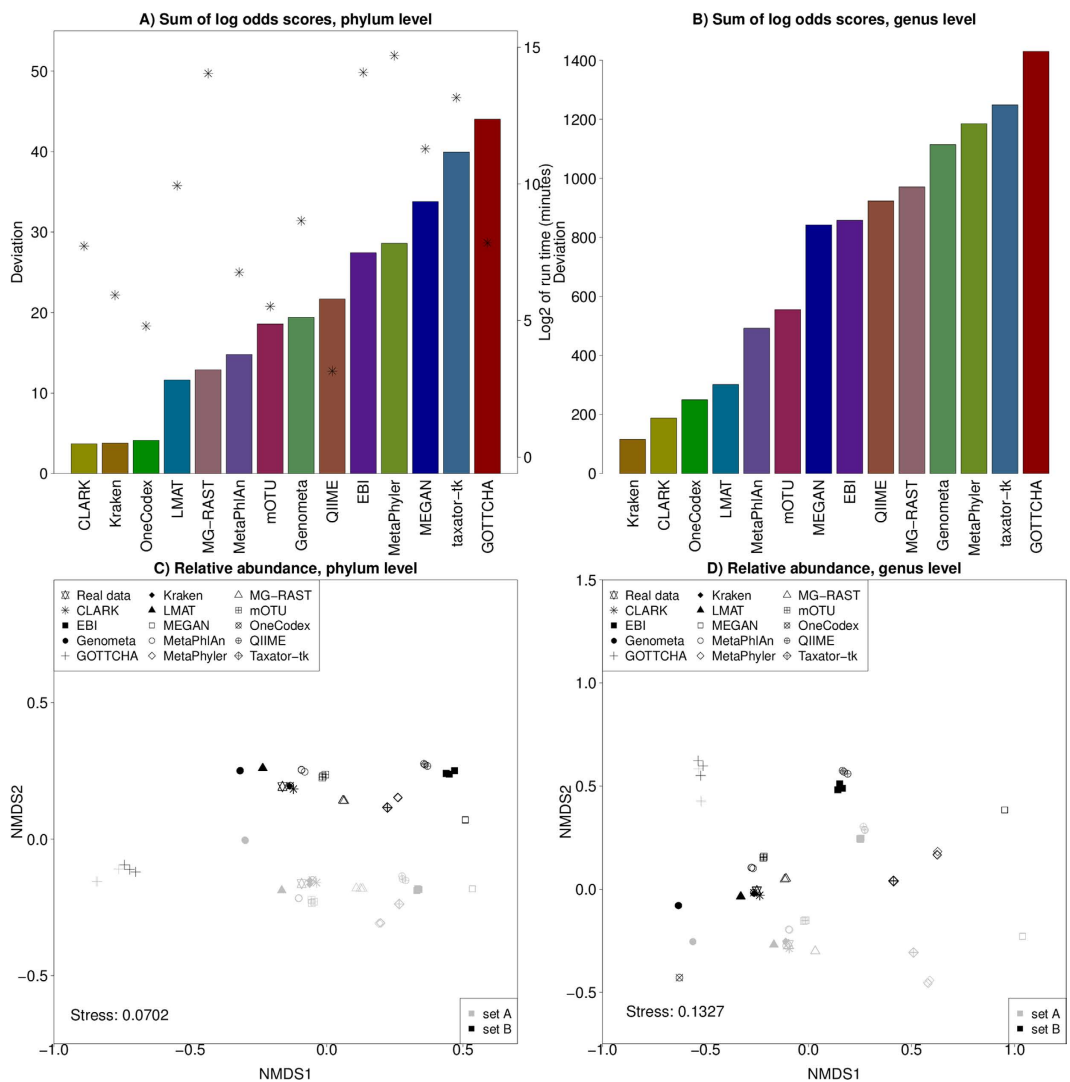 A) Sum of log odds scores, phylum level
Deviation
50
40
30
20
10
0
15
10
5
0
Log2 of run time (minutes)
CLARK
Kraken
OneCodex
LMAT
MG−RAST
MetaPhlAn
mOTU
Genometa
QIIME
EBI
MetaPhyler
MEGAN
taxator−tk
GOTTCHA
B) Sum of log odds scores, genus level
Deviation
1400
1200
1000
800
600
400
200
0
Kraken
CLARK
OneCodex
LMAT
MetaPhlAn
mOTU
MEGAN
EBI
QIIME
MG−RAST
Genometa
MetaPhyler
taxator−tk
GOTTCHA
C) Relative abundance, phylum level
Real data Kraken MG−RAST
CLARK LMAT mOTU
EBI MEGAN OneCodex
Genometa MetaPhlAn QIIME
GOTTCHA MetaPhyler Taxator−tk
NMDS2
0.5
0.0
−0.5
Stress: 0.0702
set A
set B
−1.0 −0.5 0.0 0.5
NMDS1
D) Relative abundance, genus level
Real data Kraken MG−RAST
CLARK LMAT mOTU
EBI MEGAN OneCodex
Genometa MetaPhlAn QIIME
GOTTCHA MetaPhyler Taxator−tk
NMDS2
1.5
1.0
0.5
0.0
−0.5
Stress: 0.1327
set A
set B
−1.0 −0.5 0.0 0.5 1.0
NMDS1